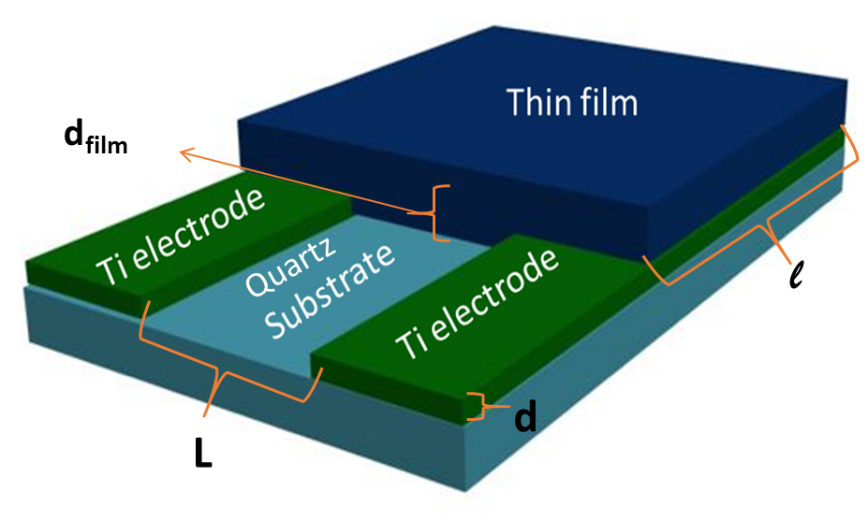 Thin film
d_film
Ti electrode
Quartz
Substrate
Ti electrode
ℓ
d
L